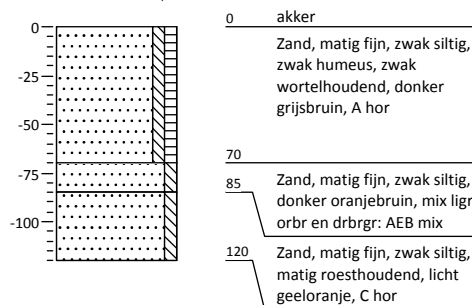 0
-25
-50
-75
-100
0 akker
Zand, matig fijn, zwak siltig,
zwak humeus, zwak
wortelhoudend, donker
grijsbruin, A hor
70
85 Zand, matig fijn, zwak siltig,
donker oranjebruin, mix ligr
orbr en drbrgr: AEB mix
120 Zand, matig fijn, zwak siltig,
matig roesthoudend, licht
geeloranje, C hor